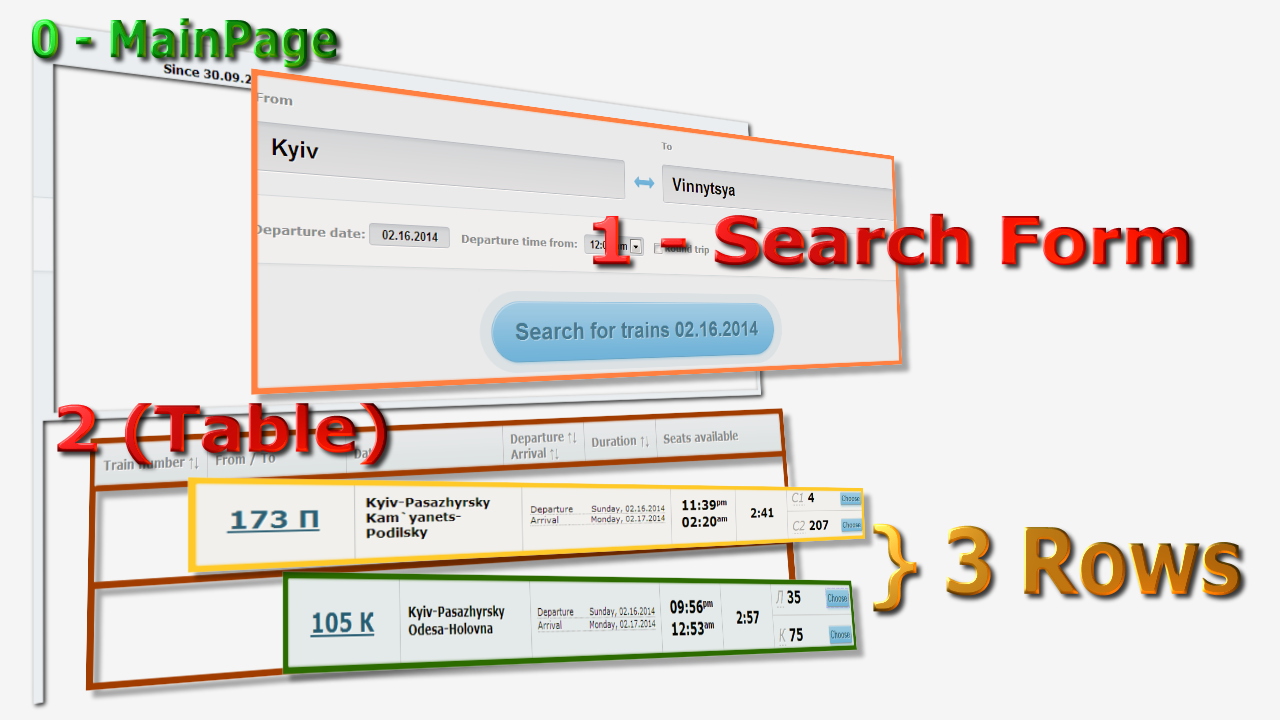 0 - MainPage
Since 30.09.2
From
Kyiv
To
Vinnytsya
Departure date: 02.16.2014 Departure time from: 12:0 am Round trip
1 - Search Form
Search for trains 02.16.2014
2 (Table)
Train number ↑↓ From / To Dat Departure ↑↓ Duration ↑↓ Seats available
Arrival ↑↓
173 П
Kyiv-Pasazhyrsky
Kam`yanets-
Podilsky
Departure Sunday, 02.16.2014
Arrival Monday, 02.17.2014
11:39pm
02:20am
2:41
С1 4 Choose
С2 207 Choose
} 3 Rows
105 К
Kyiv-Pasazhyrsky
Odesa-Holovna
Departure Sunday, 02.16.2014
Arrival Monday, 02.17.2014
09:56pm
12:53am
2:57
Л 35 Choose
К 75 Choose